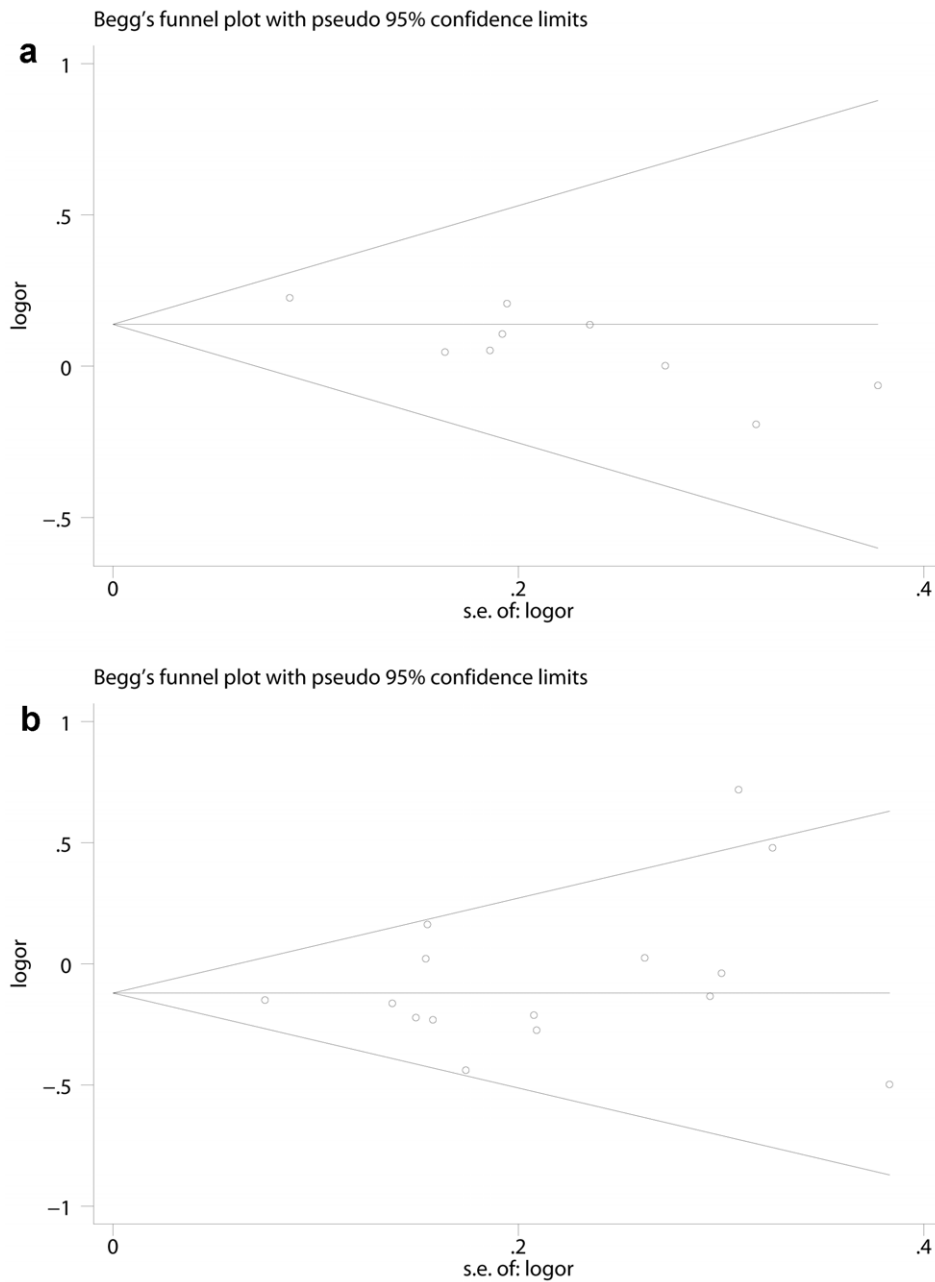 Begg’s funnel plot with pseudo 95% confidence limits
a
1
.5
0
−.5
logor
0 .2 .4
s.e. of: logor
Begg’s funnel plot with pseudo 95% confidence limits
b
1
.5
0
−.5
−1
logor
0 .2 .4
s.e. of: logor